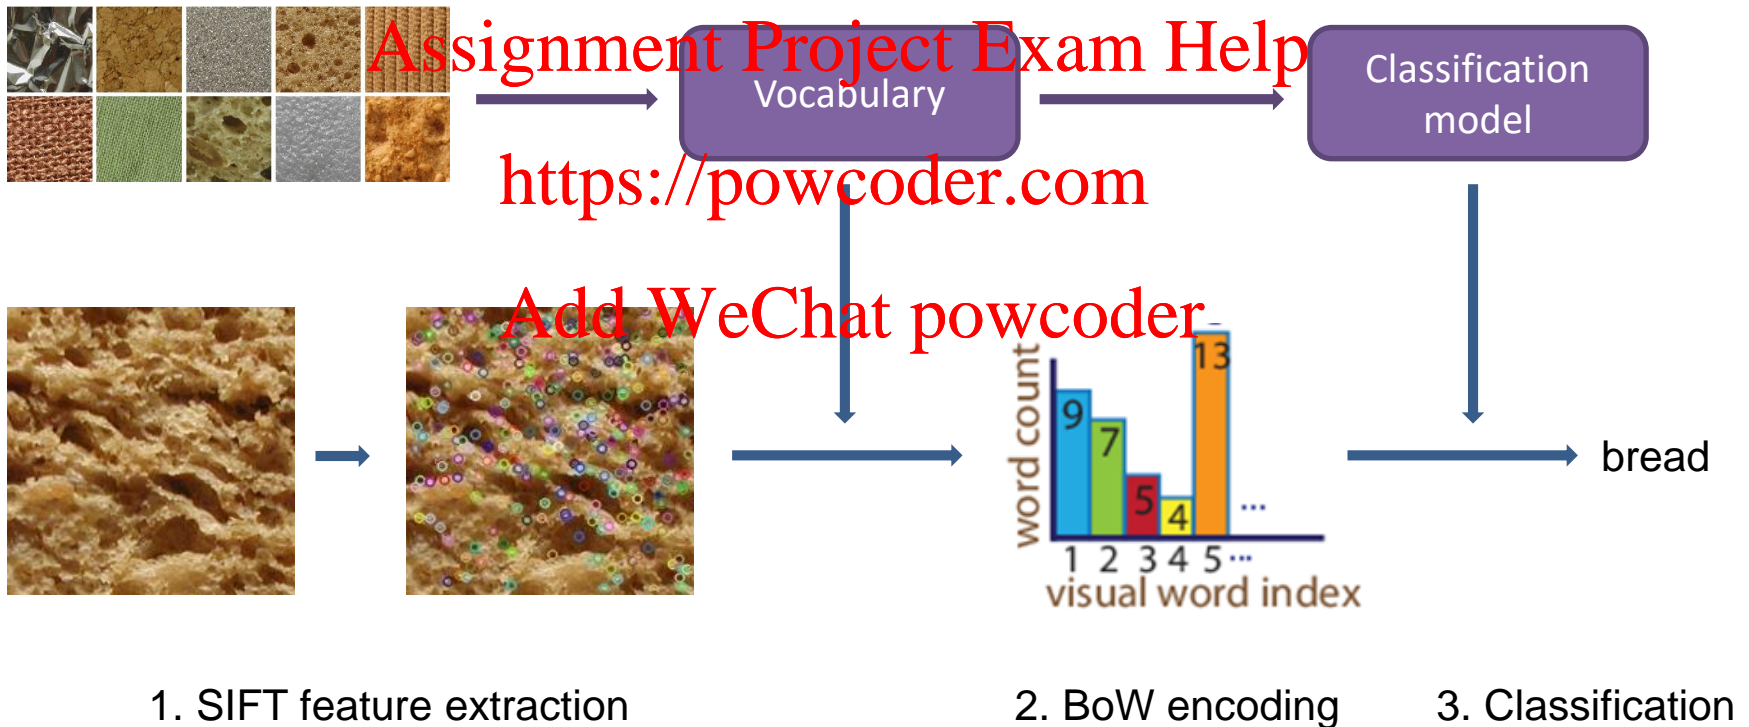 Assignment Project Exam Help
Vocabulary
Classification
model
https://powcoder.com
Add WeChat powcoder
word count
13
9
7
5
4
...
1 2 3 4 5 ...
visual word index
bread
1. SIFT feature extraction
2. BoW encoding
3. Classification